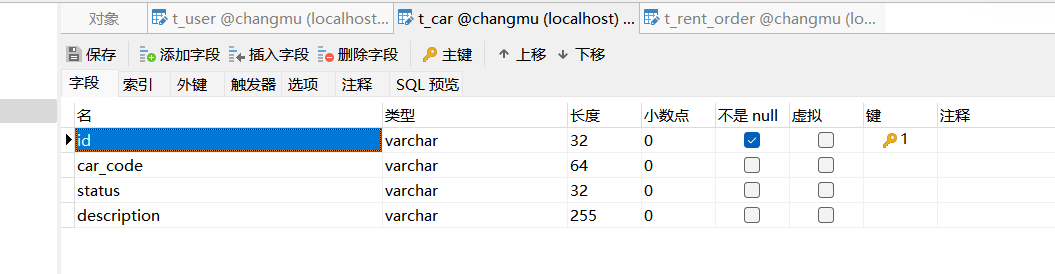 对象 t_user @changmu (localhost... t_car @changmu (localhost) ... t_rent_order @changmu (lo...
保存 添加字段 插入字段 删除字段 主键 上移 下移
字段 索引 外键 触发器 选项 注释 SQL 预览
名 类型 长度 小数点 不是 null 虚拟 键 注释
id varchar 32 0 1
car_code varchar 64 0
status varchar 32 0
description varchar 255 0